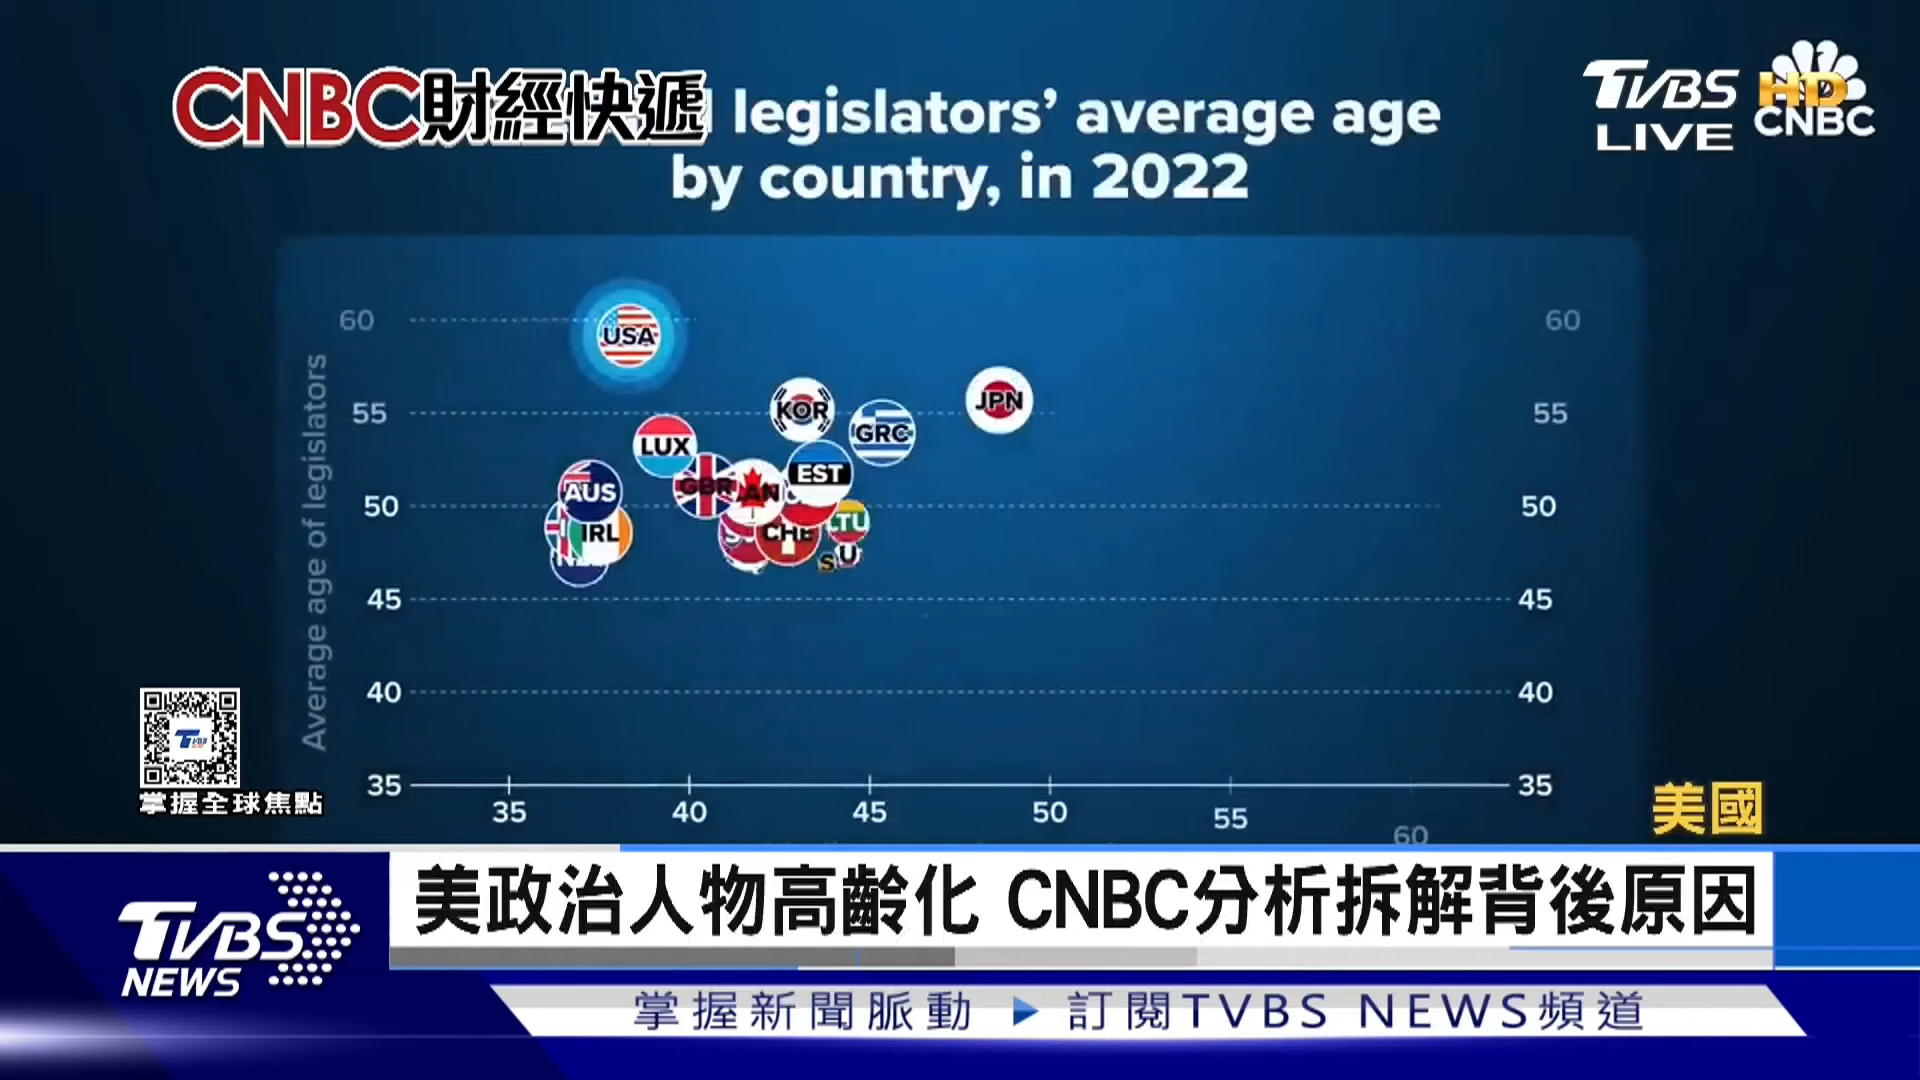 CNBC財經快遞 legislators' average age
by country, in 2022
TVBS HD
LIVE CNBC
Average age of legislators
60 60
55 55
50 50
45 45
40 40
35 35
USA
KOR
JPN
GRC
LUX
EST
GBR
AUS
IRL
CHE
LTU
35 40 45 50 55 60
掌握全球焦點
美國
TVBS
NEWS
美政治人物高齡化 CNBC分析拆解背後原因
掌握新聞脈動 訂閱TVBS NEWS頻道